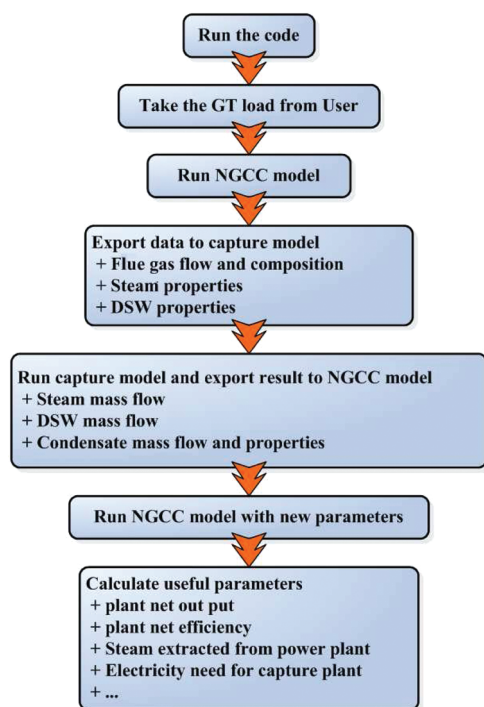 Run the code
Take the GT load from User
Run NGCC model
Export data to capture model
+ Flue gas flow and composition
+ Steam properties
+ DSW properties
Run capture model and export result to NGCC model
+ Steam mass flow
+ DSW mass flow
+ Condensate mass flow and properties
Run NGCC model with new parameters
Calculate useful parameters
+ plant net out put
+ plant net efficiency
+ Steam extracted from power plant
+ Electricity need for capture plant
+ ...